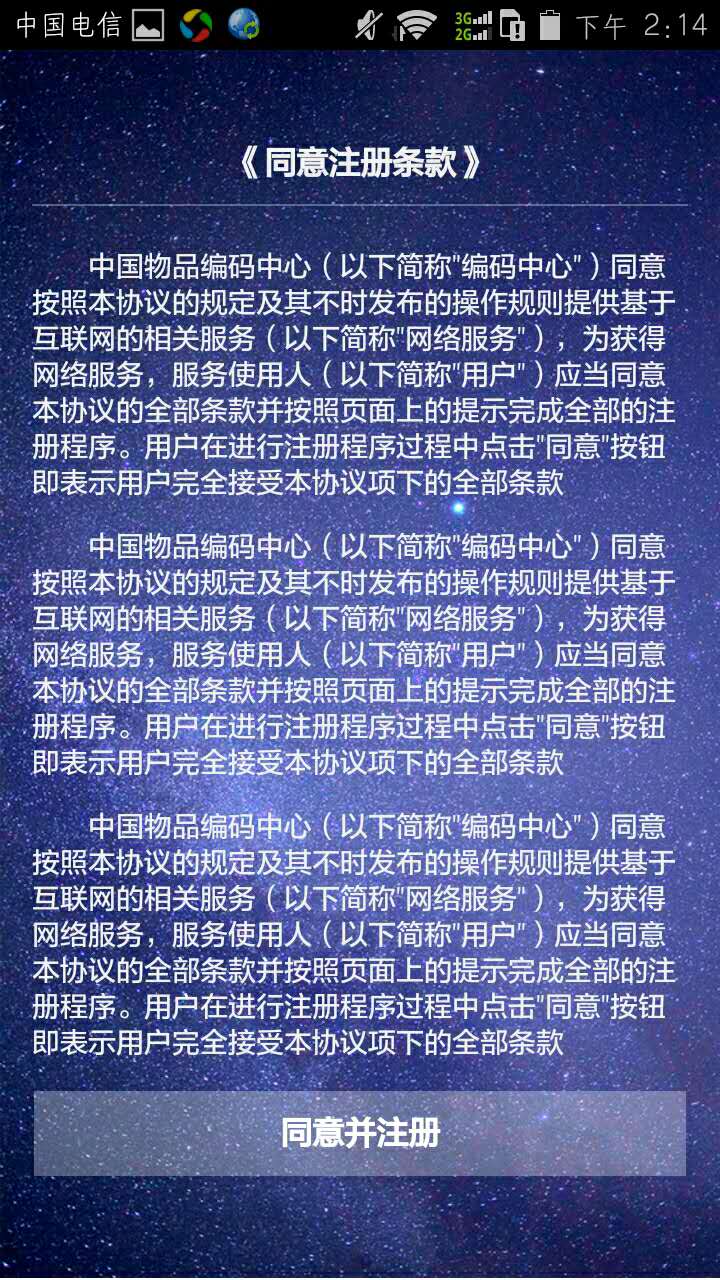 中国电信
3G
2G
下午 2:14
《同意注册条款》
中国物品编码中心（以下简称"编码中心"）同意
按照本协议的规定及其不时发布的操作规则提供基于
互联网的相关服务（以下简称"网络服务"），为获得
网络服务，服务使用人（以下简称"用户"）应当同意
本协议的全部条款并按照页面上的提示完成全部的注
册程序。用户在进行注册程序过程中点击"同意"按钮
即表示用户完全接受本协议项下的全部条款
中国物品编码中心（以下简称"编码中心"）同意
按照本协议的规定及其不时发布的操作规则提供基于
互联网的相关服务（以下简称"网络服务"），为获得
网络服务，服务使用人（以下简称"用户"）应当同意
本协议的全部条款并按照页面上的提示完成全部的注
册程序。用户在进行注册程序过程中点击"同意"按钮
即表示用户完全接受本协议项下的全部条款
中国物品编码中心（以下简称"编码中心"）同意
按照本协议的规定及其不时发布的操作规则提供基于
互联网的相关服务（以下简称"网络服务"），为获得
网络服务，服务使用人（以下简称"用户"）应当同意
本协议的全部条款并按照页面上的提示完成全部的注
册程序。用户在进行注册程序过程中点击"同意"按钮
即表示用户完全接受本协议项下的全部条款
同意并注册